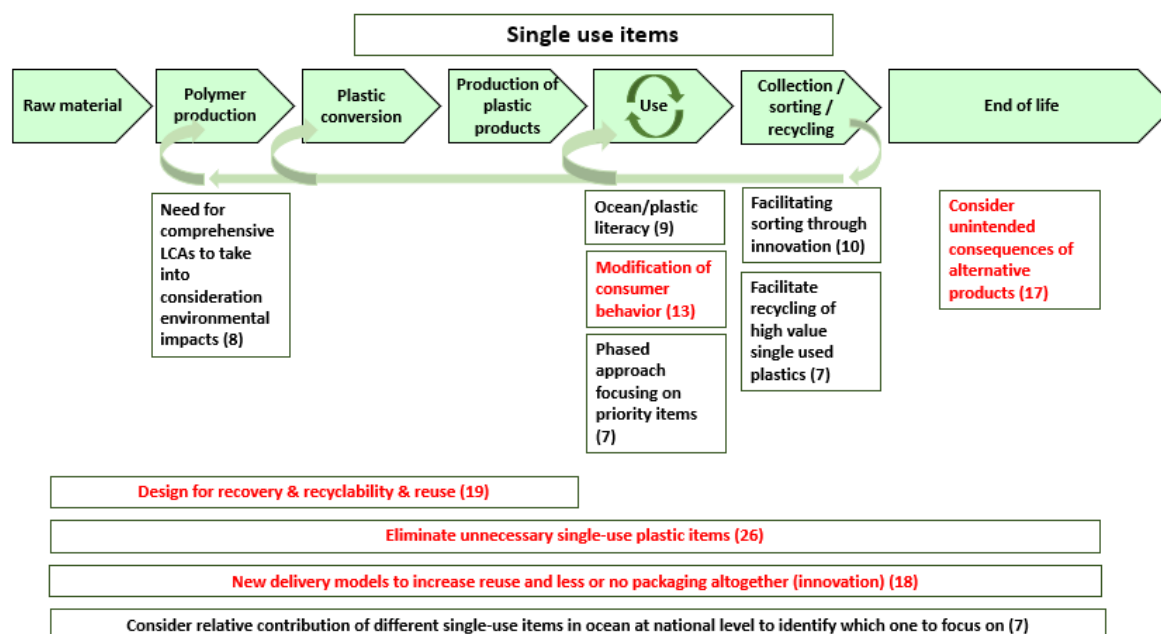 Single use items
Raw material
Polymer
production
Plastic
conversion
Production of
plastic
products
Use
Collection /
sorting /
recycling
End of life
Need for
comprehensive
LCAs to take
into
consideration
environmental
impacts (8)
Ocean/plastic
literacy (9)
Modification of
consumer
behavior (13)
Phased
approach
focusing on
priority items
(7)
Facilitating
sorting through
innovation (10)
Facilitate
recycling of
high value
single used
plastics (7)
Consider
unintended
consequences of
alternative
products (17)
Design for recovery & recyclability & reuse (19)
Eliminate unnecessary single-use plastic items (26)
New delivery models to increase reuse and less or no packaging altogether (innovation) (18)
Consider relative contribution of different single-use items in ocean at national level to identify which one to focus on (7)